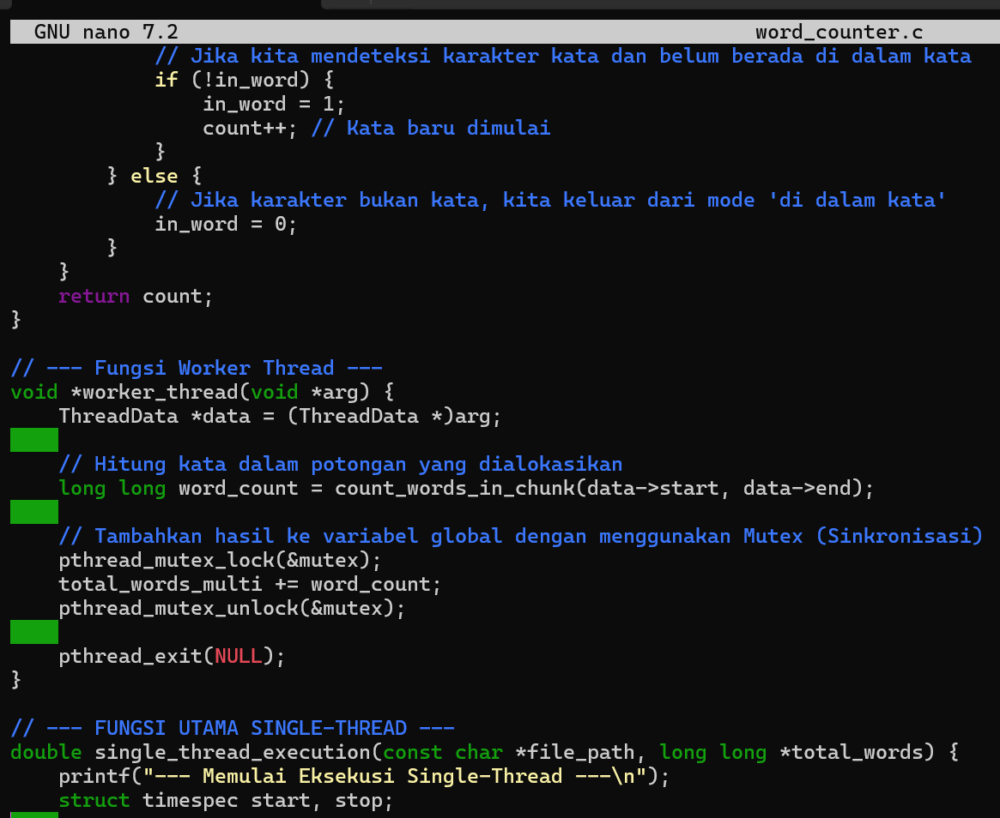 GNU nano 7.2 word_counter.c
            // Jika kita mendeteksi karakter kata dan belum berada di dalam kata
            if (!in_word) {
                in_word = 1;
                count++; // Kata baru dimulai
            }
        } else {
            // Jika karakter bukan kata, kita keluar dari mode 'di dalam kata'
            in_word = 0;
        }
    }
    return count;
}

// --- Fungsi Worker Thread ---
void *worker_thread(void *arg) {
    ThreadData *data = (ThreadData *)arg;

    // Hitung kata dalam potongan yang dialokasikan
    long long word_count = count_words_in_chunk(data->start, data->end);

    // Tambahkan hasil ke variabel global dengan menggunakan Mutex (Sinkronisasi)
    pthread_mutex_lock(&mutex);
    total_words_multi += word_count;
    pthread_mutex_unlock(&mutex);

    pthread_exit(NULL);
}

// --- FUNGSI UTAMA SINGLE-THREAD ---
double single_thread_execution(const char *file_path, long long *total_words) {
    printf("--- Memulai Eksekusi Single-Thread ---\n");
    struct timespec start, stop;